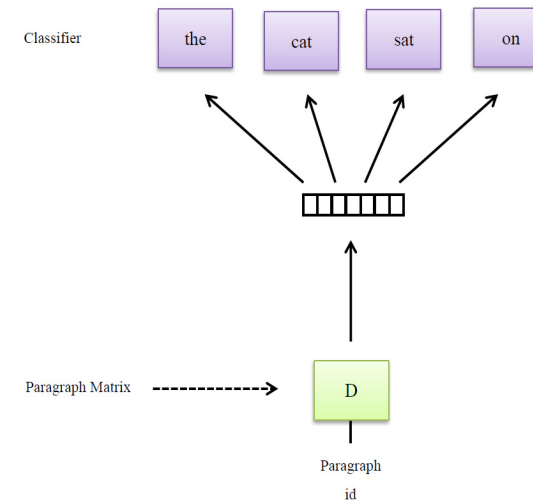 Classifier
the
cat
sat
on
Paragraph Matrix
D
Paragraph
id